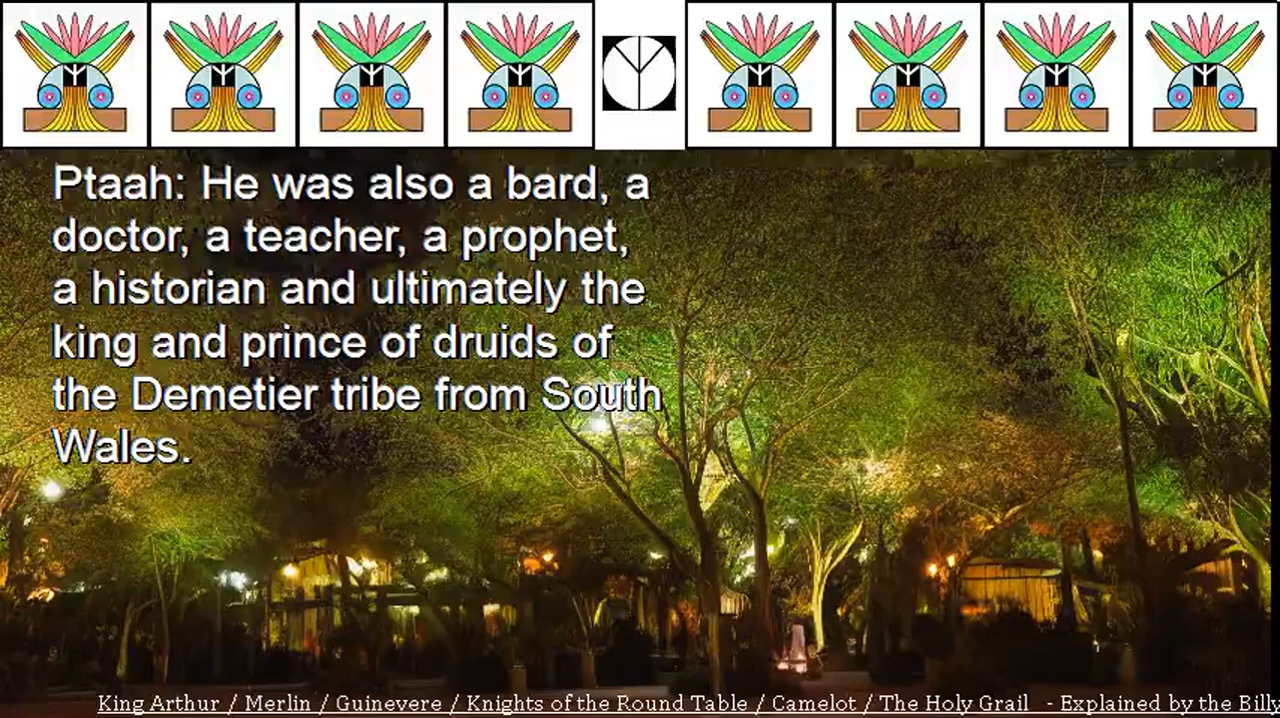 Ptaah: He was also a bard, a
doctor, a teacher, a prophet,
a historian and ultimately the
king and prince of druids of
the Demetier tribe from South
Wales.
King Arthur / Merlin / Guinevere / Knights of the Round Table / Camelot / The Holy Grail - Explained by the Billy